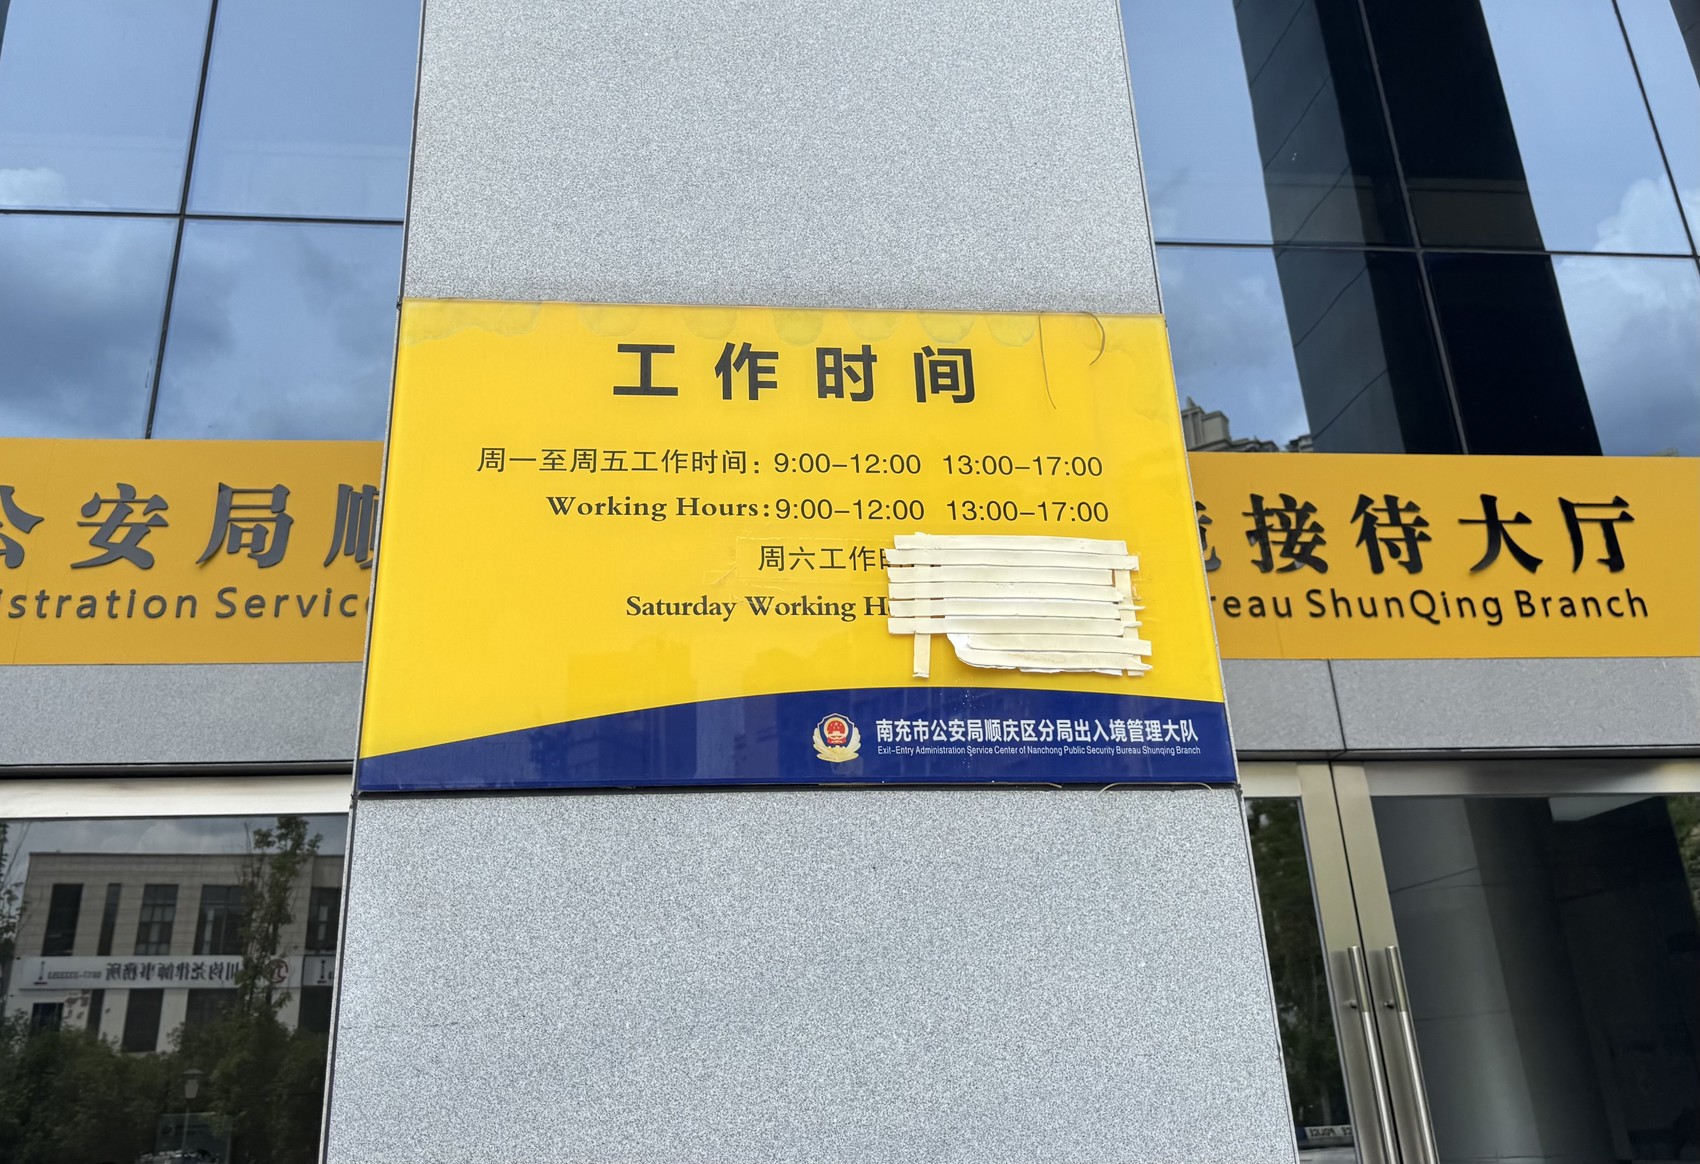 工作时间
周一至周五工作时间：9:00-12:00 13:00-17:00
Working Hours:9:00-12:00 13:00-17:00
周六工作时
Saturday Working H
南充市公安局顺庆区分局出入境管理大队
Exit-Entry Administration Service Center of Nanchong Public Security Bureau Shunqing Branch
公安局顺
istration Service
境接待大厅
reau ShunQing Branch